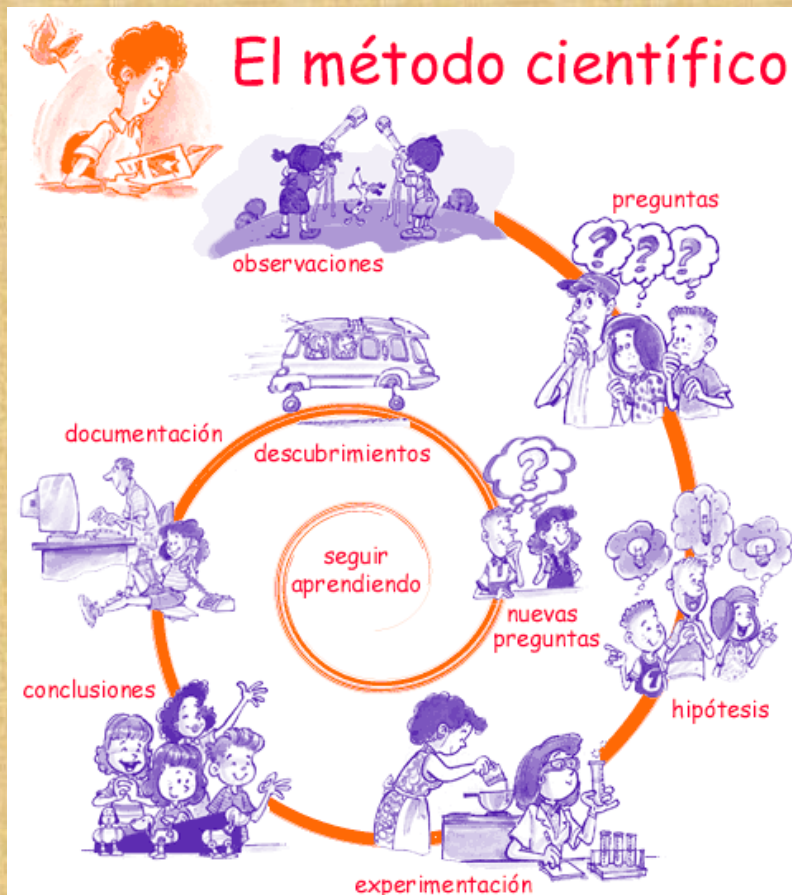 El método científico
observaciones
preguntas
hipótesis
experimentación
conclusiones
documentación
descubrimientos
nuevas
preguntas
seguir
aprendiendo